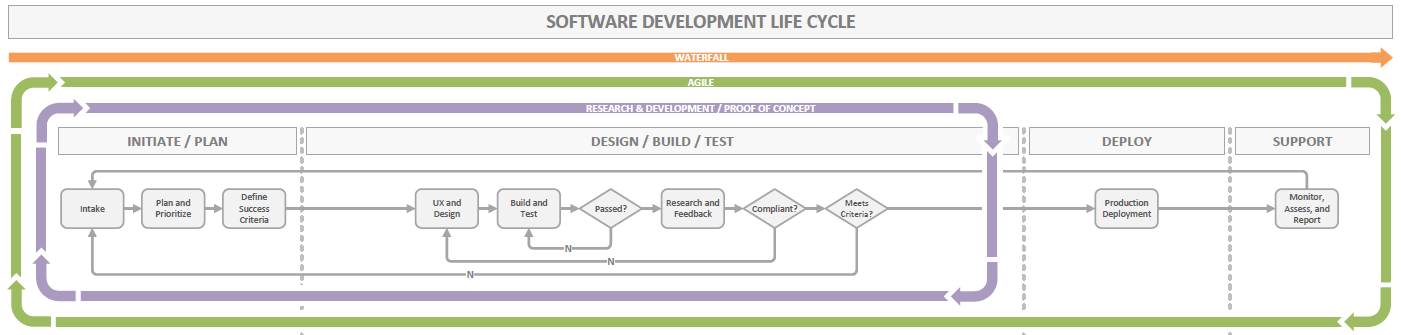 SOFTWARE DEVELOPMENT LIFE CYCLE
WATERFALL
AGILE
RESEARCH & DEVELOPMENT / PROOF OF CONCEPT
INITIATE / PLAN
DESIGN / BUILD / TEST
DEPLOY
SUPPORT
Intake
Plan and
Prioritize
Define
Success
Criteria
UX and
Design
Build and
Test
Passed?
Research and
Feedback
Compliant?
Meets
Criteria?
Production
Deployment
Monitor,
Assess, and
Report
N
N
N